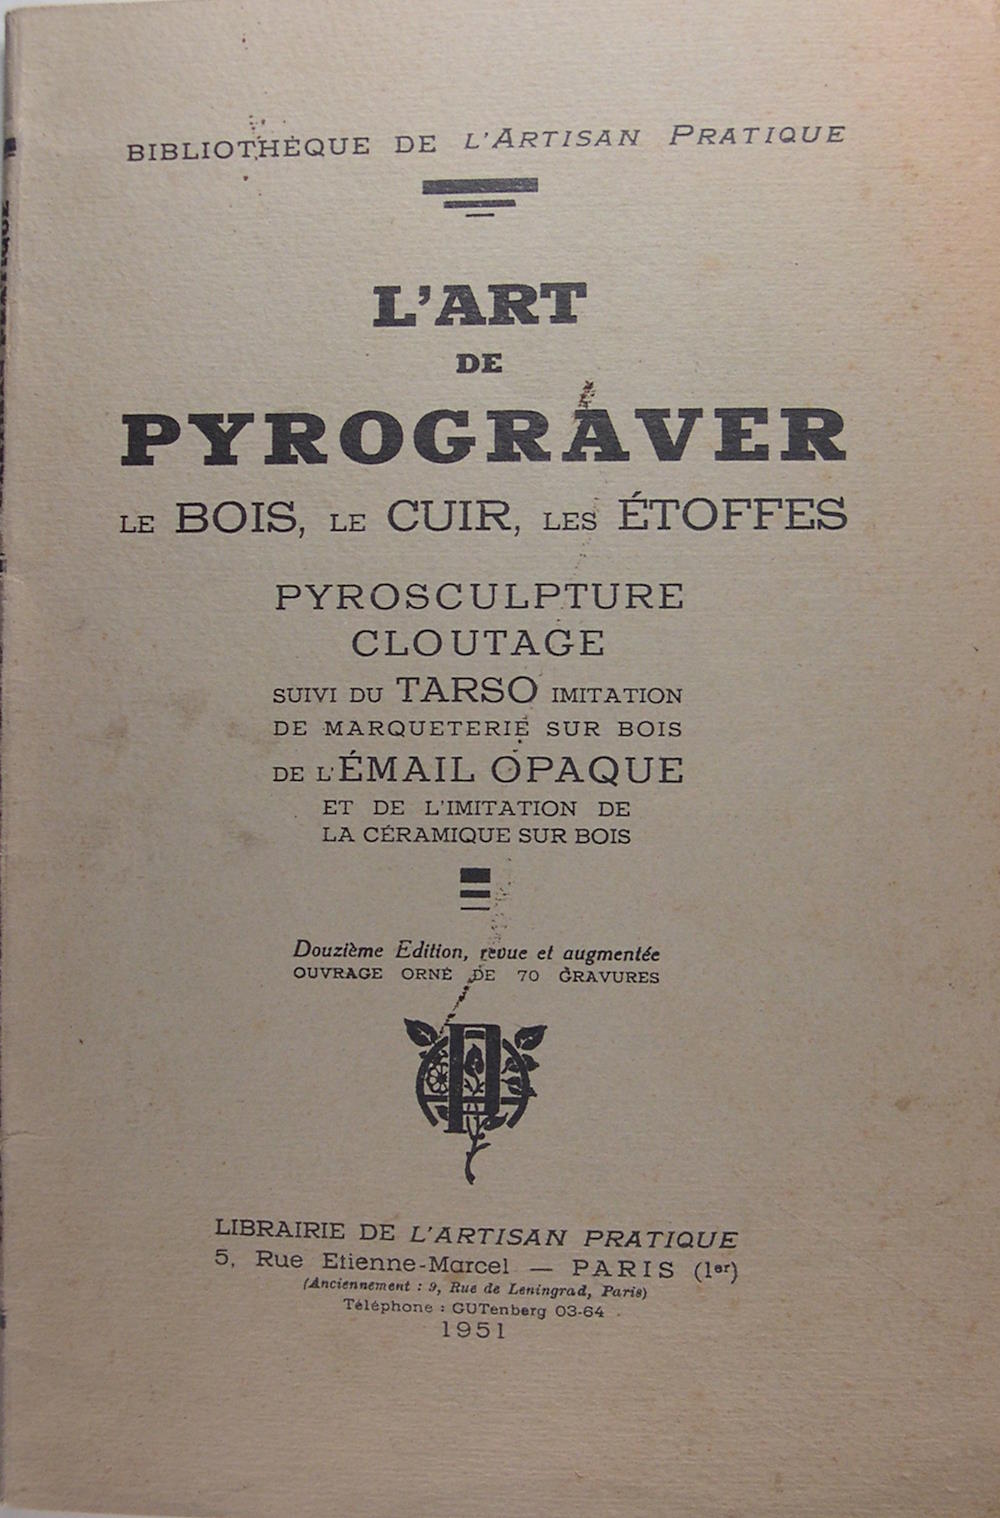 BIBLIOTHÈQUE DE L'ARTISAN PRATIQUE
L'ART
DE
PYROGRAVER
LE BOIS, LE CUIR, LES ÉTOFFES
PYROSCULPTURE
CLOUTAGE
SUIVI DU TARSO IMITATION
DE MARQUETERIE SUR BOIS
DE L'ÉMAIL OPAQUE
ET DE L'IMITATION DE
LA CÉRAMIQUE SUR BOIS
Douzième Edition, revue et augmentée
OUVRAGE ORNÉ DE 70 GRAVURES
LIBRAIRIE DE L'ARTISAN PRATIQUE
5, Rue Etienne-Marcel — PARIS (1er)
(Anciennement : 9, Rue de Leningrad, Paris)
Téléphone : GUTenberg 03-64
1951